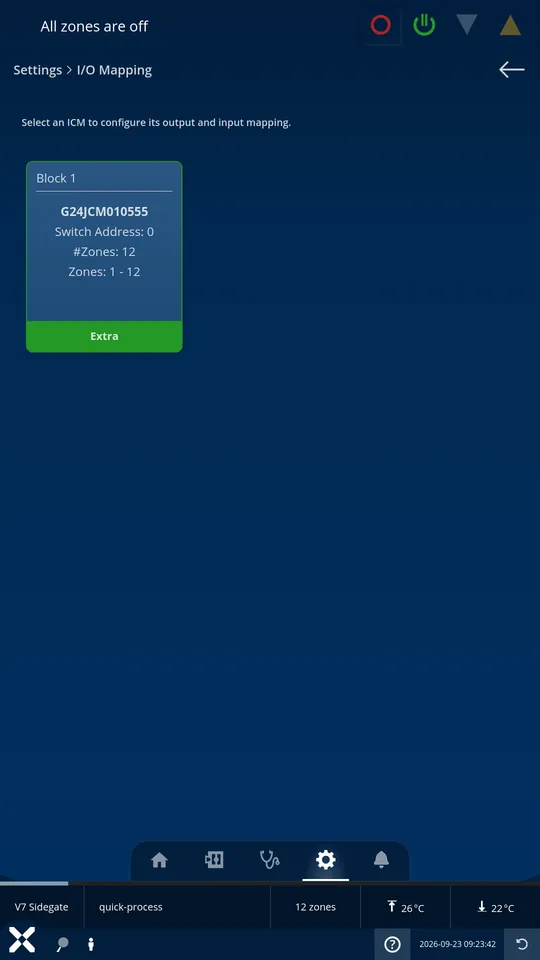 All zones are off
Settings > I/O Mapping
Select an ICM to configure its output and input mapping.
Block 1
G24JCM010555
Switch Address: 0
#Zones: 12
Zones: 1 - 12
Extra
V7 Sidegate
quick-process
12 zones
26°C
22°C
2026-09-23 09:23:42